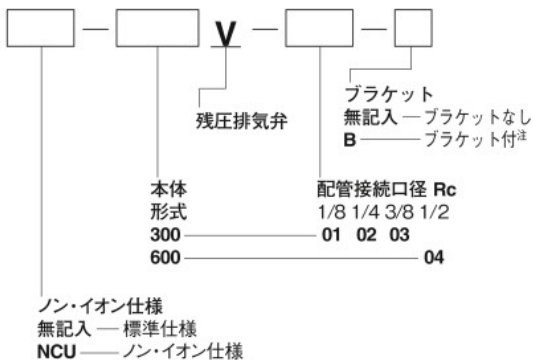 V
残圧排気弁
ブラケット
無記入 ブラケットなし
B ブラケット付注
本体
形式
300
600
配管接続口径 Rc
1/8 1/4 3/8 1/2
01 02 03
04
ノン・イオン仕様
無記入 標準仕様
NCU ノン・イオン仕様